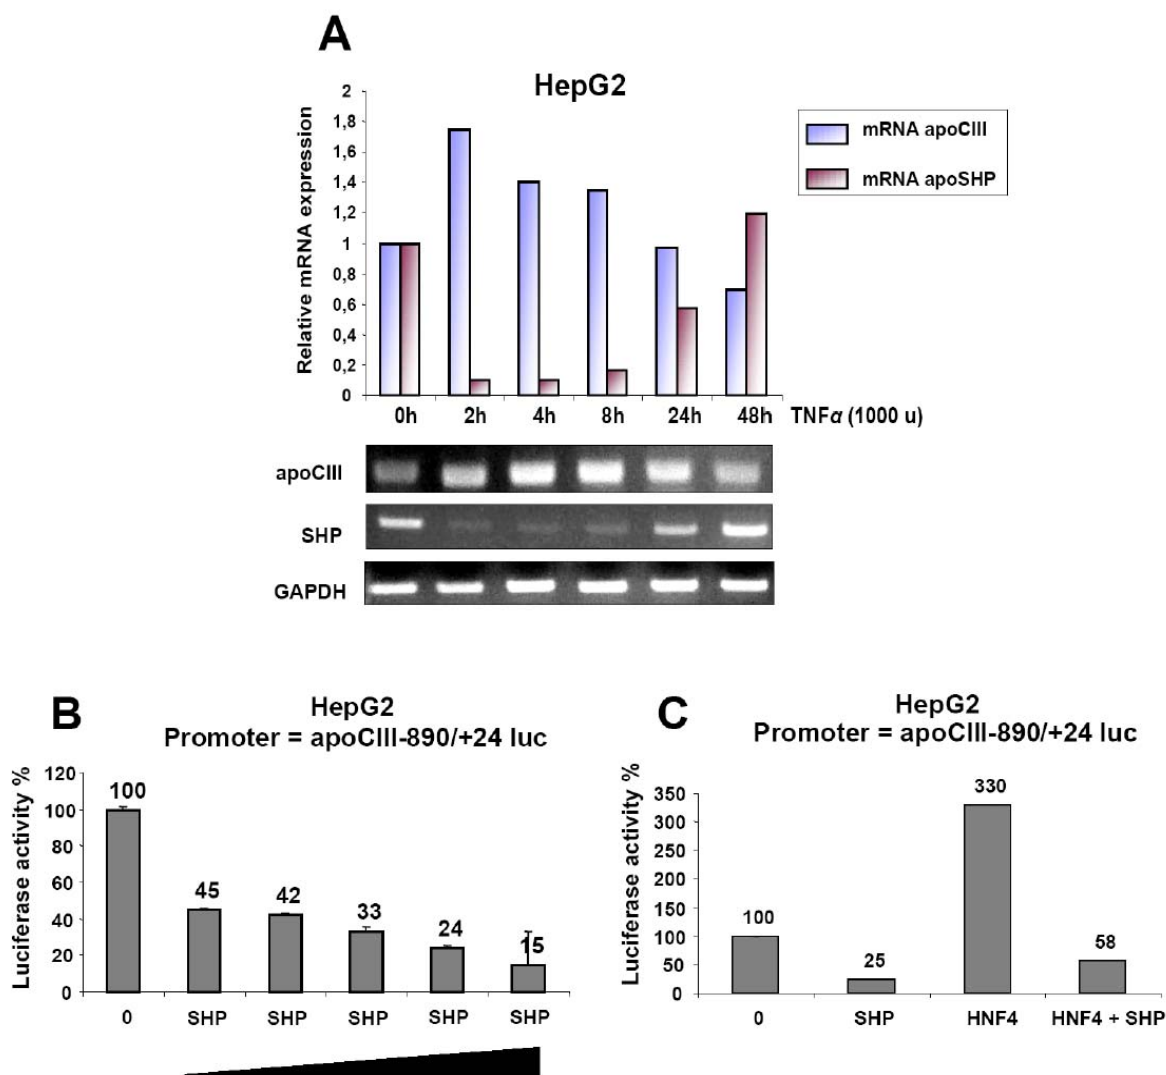 A
HepG2
Relative mRNA expression
2
1,8
1,6
1,4
1,2
1
0,8
0,6
0,4
0,2
0
0h 2h 4h 8h 24h 48h TNFα (1000 u)
mRNA apoCIII
mRNA apoSHP
apoCIII
SHP
GAPDH
B
HepG2
Promoter = apoCIII-890/+24 luc
Luciferase activity %
120
100
80
60
40
20
0
100 45 42 33 24 15
0 SHP SHP SHP SHP SHP
C
HepG2
Promoter = apoCIII-890/+24 luc
Luciferase activity %
350
300
250
200
150
100
50
0
100 25 330 58
0 SHP HNF4 HNF4 + SHP